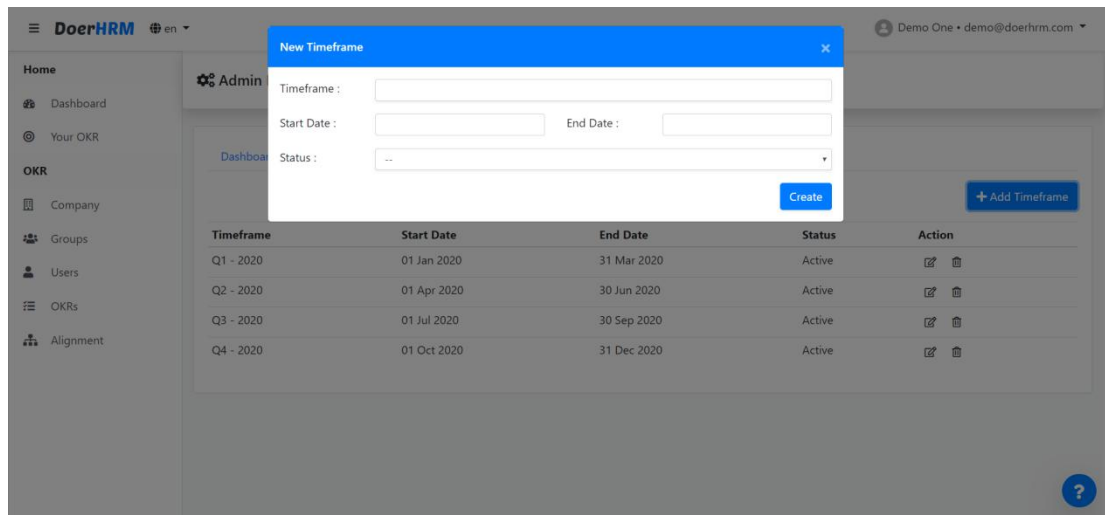 DoerHRM en
Demo One • demo@doerhrm.com
New Timeframe ×
Home
Admin
Timeframe :
Dashboard
Start Date : End Date :
Your OKR
Status : --
OKR
Create
Company
+ Add Timeframe
Groups
Timeframe Start Date End Date Status Action
Q1 - 2020 01 Jan 2020 31 Mar 2020 Active
Users
Q2 - 2020 01 Apr 2020 30 Jun 2020 Active
OKRs
Q3 - 2020 01 Jul 2020 30 Sep 2020 Active
Alignment
Q4 - 2020 01 Oct 2020 31 Dec 2020 Active
?